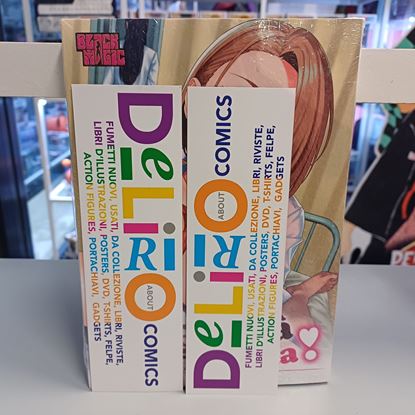 BLACK
MAGIC
DeLiRiO
ABOUT
COMICS
FUMETTI NUOVI, USATI, DA COLLEZIONE, LIBRI, RIVISTE,
LIBRI D'ILLUSTRAZIONI, POSTERS, DVD, T-SHIRTS, FELPE,
ACTION FIGURES, PORTACHIAVI, GADGETS
DeLiRiO
ABOUT
COMICS
FUMETTI NUOVI, USATI, DA COLLEZIONE, LIBRI, RIVISTE,
LIBRI D'ILLUSTRAZIONI, POSTERS, DVD, T-SHIRTS, FELPE,
ACTION FIGURES, PORTACHIAVI, GADGETS
a